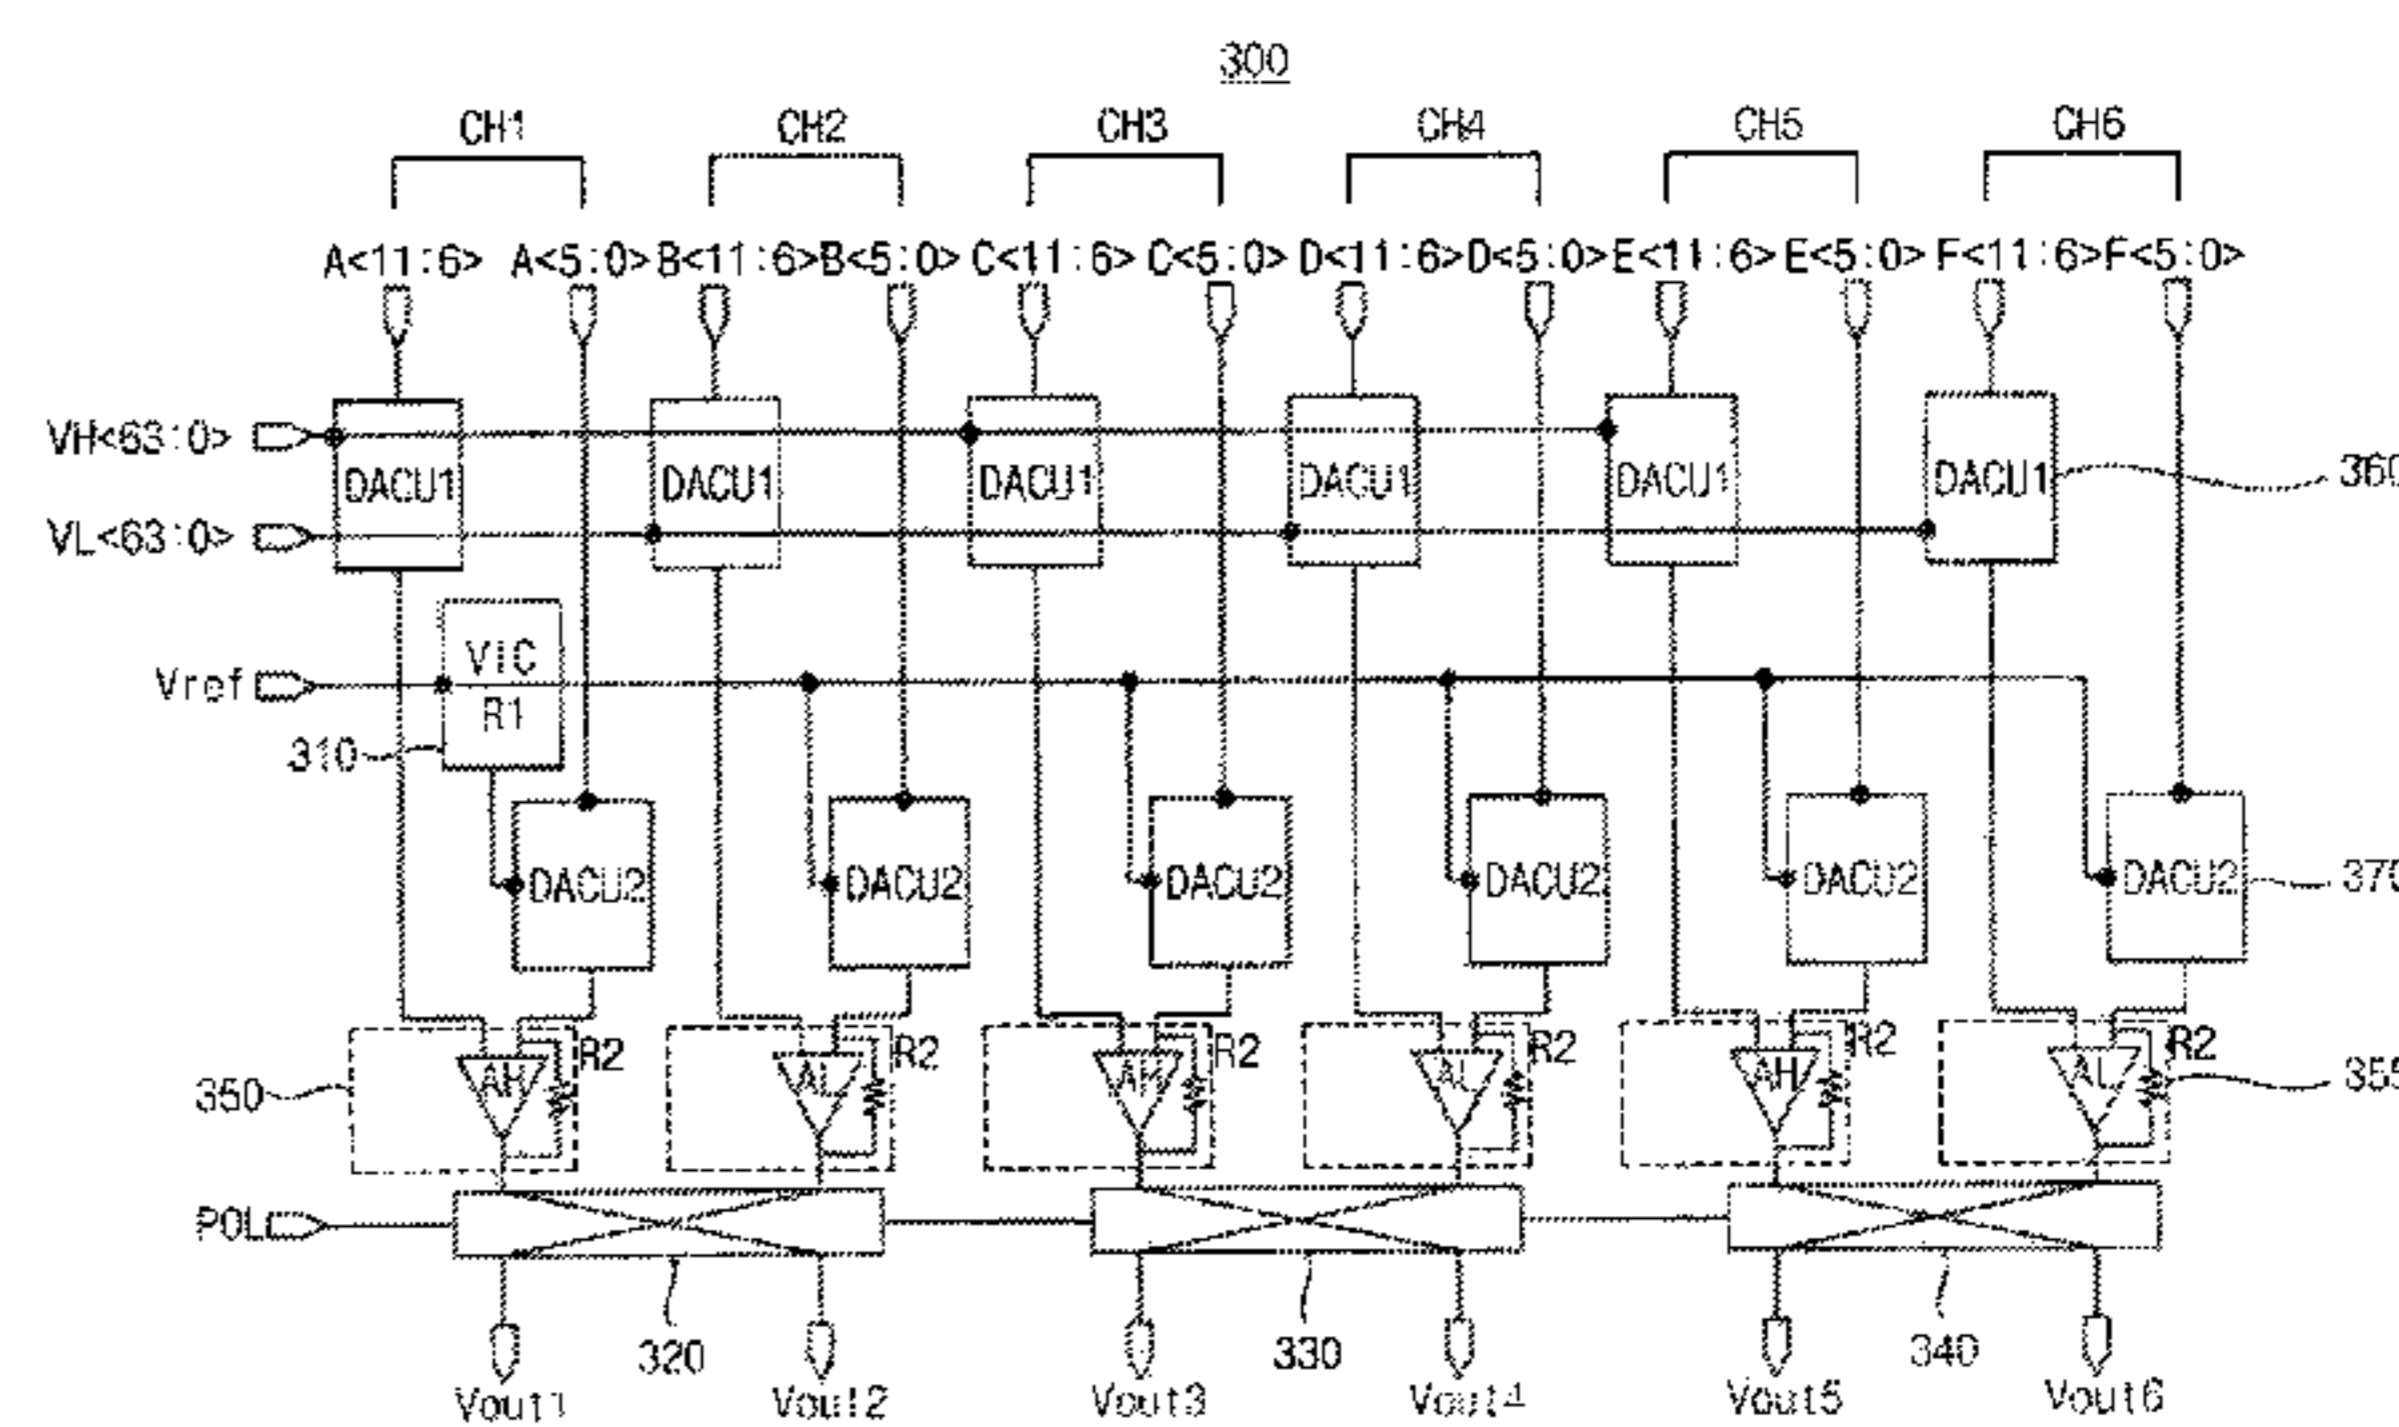 300
CH1 CH2 CH3 CH4 CH5 CH6
A<11:6> A<5:0> B<11:6> B<5:0> C<11:6> C<5:0> D<11:6> D<5:0> E<11:6> E<5:0> F<11:6> F<5:0>
VH<63:0>
DACU1 DACU1 DACU1 DACU1 DACU1 DACU1 360
VL<63:0>
VIC
Vref
R1
310
DACU2 DACU2 DACU2 DACU2 DACU2 DACU2 370
R2 R2 R2 R2 R2 R2
350 AH AL AH AL AH AL 355
POL
320 330 340
Vout1 Vout2 Vout3 Vout4 Vout5 Vout6